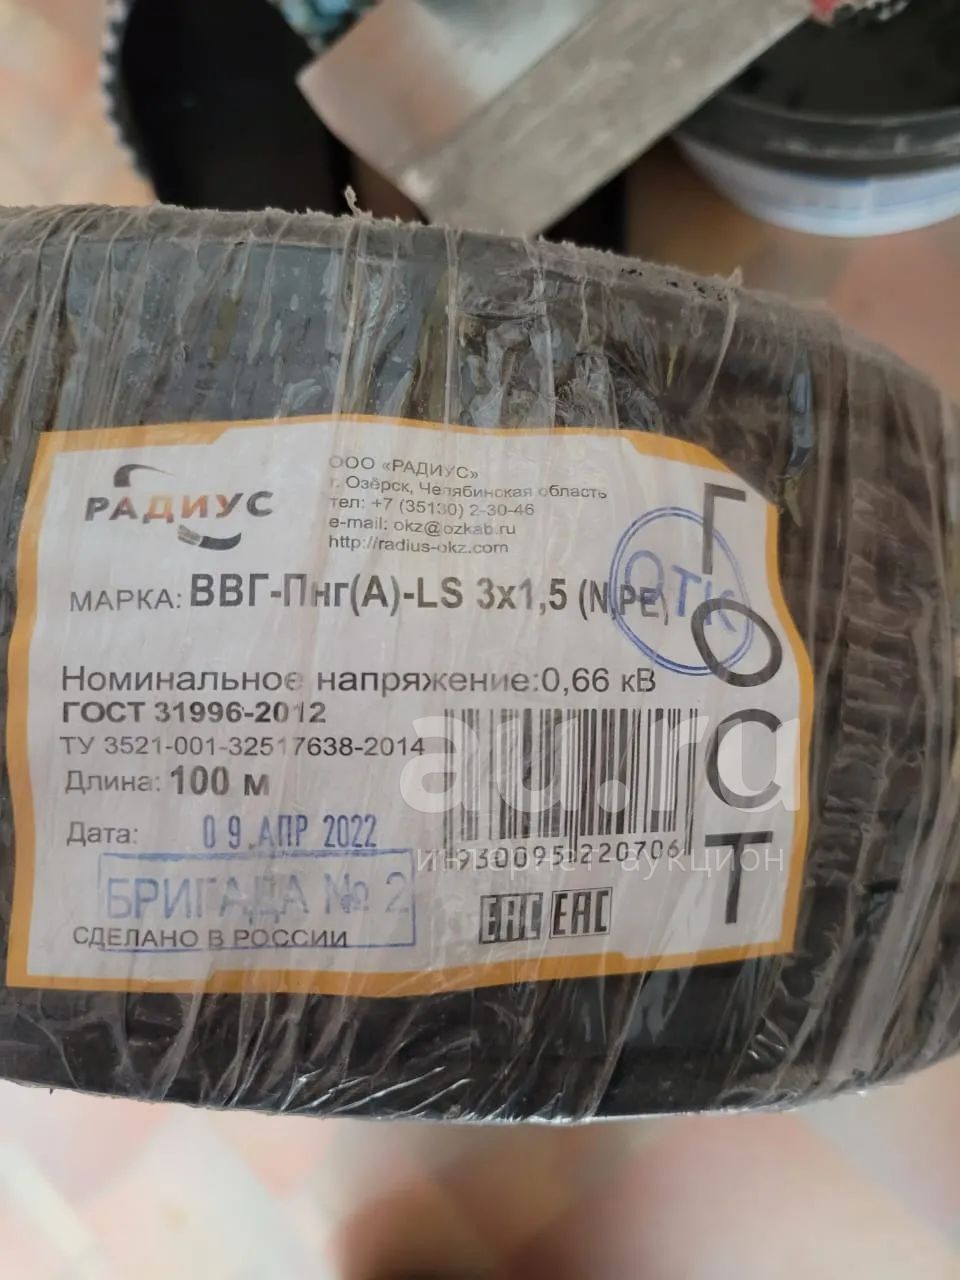 РАДИУС
ООО «РАДИУС»
г. Озёрск, Челябинская область
тел: +7 (35130) 2-30-46
e-mail: okz@ozkab.ru
http://radius-okz.com
МАРКА: ВВГ-Пнг(А)-LS 3х1,5 (N,PE)
ОТК
Номинальное напряжение:0,66 кВ
ГОСТ 31996-2012
ТУ 3521-001-32517638-2014
Длина: 100 м
Дата: 09 АПР 2022
БРИГАДА № 2
СДЕЛАНО В РОССИИ
930095 220706
EAC EAC
ГОСТ
au.ru
интернет-аукцион